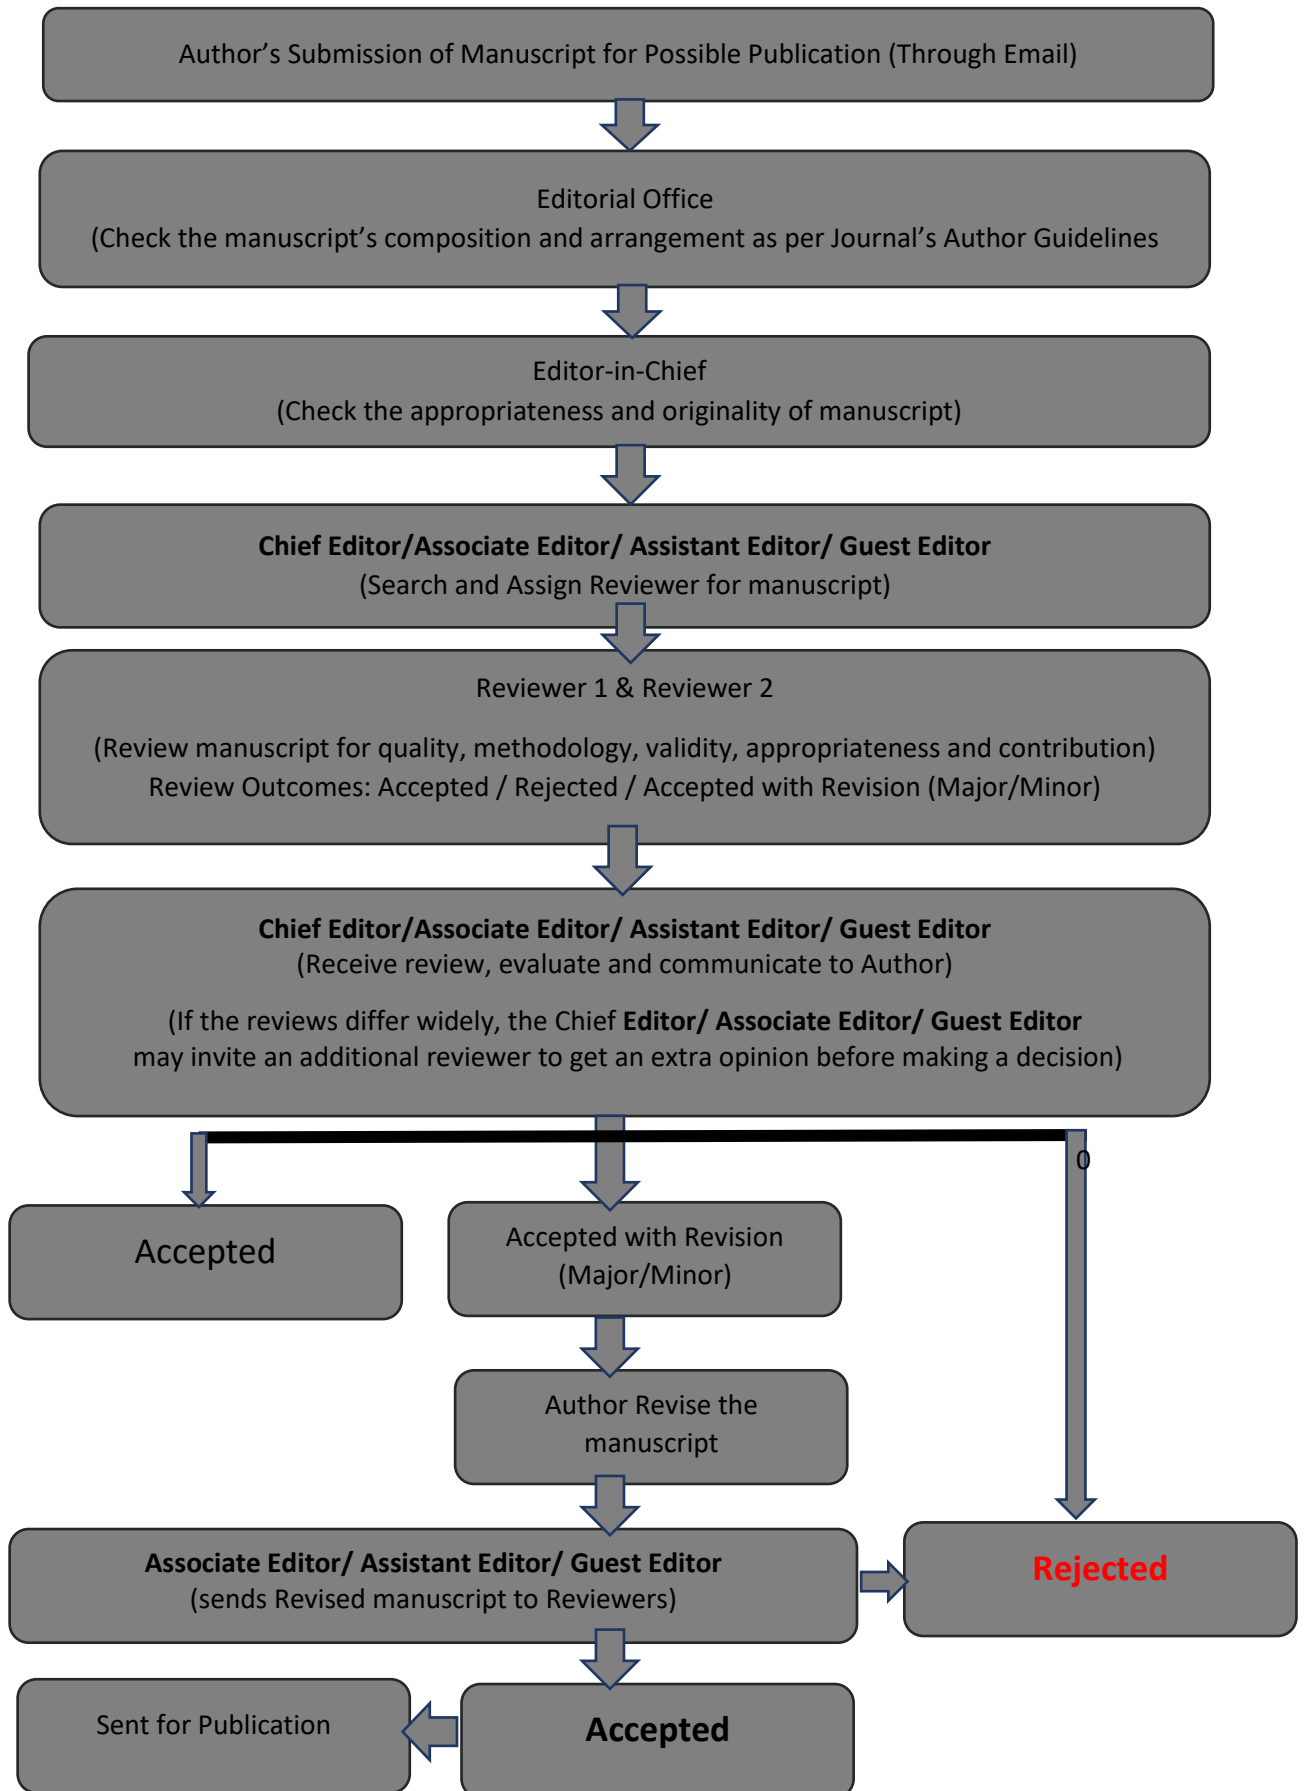 Author’s Submission of Manuscript for Possible Publication (Through Email)
Editorial Office
(Check the manuscript’s composition and arrangement as per Journal’s Author Guidelines
Editor-in-Chief
(Check the appropriateness and originality of manuscript)
Chief Editor/Associate Editor/ Assistant Editor/ Guest Editor
(Search and Assign Reviewer for manuscript)
Reviewer 1 & Reviewer 2
(Review manuscript for quality, methodology, validity, appropriateness and contribution)
Review Outcomes: Accepted / Rejected / Accepted with Revision (Major/Minor)
Chief Editor/Associate Editor/ Assistant Editor/ Guest Editor
(Receive review, evaluate and communicate to Author)
(If the reviews differ widely, the Chief Editor/ Associate Editor/ Guest Editor
may invite an additional reviewer to get an extra opinion before making a decision)
0
Accepted
Accepted with Revision
(Major/Minor)
Author Revise the
manuscript
Associate Editor/ Assistant Editor/ Guest Editor
(sends Revised manuscript to Reviewers)
Rejected
Sent for Publication
Accepted